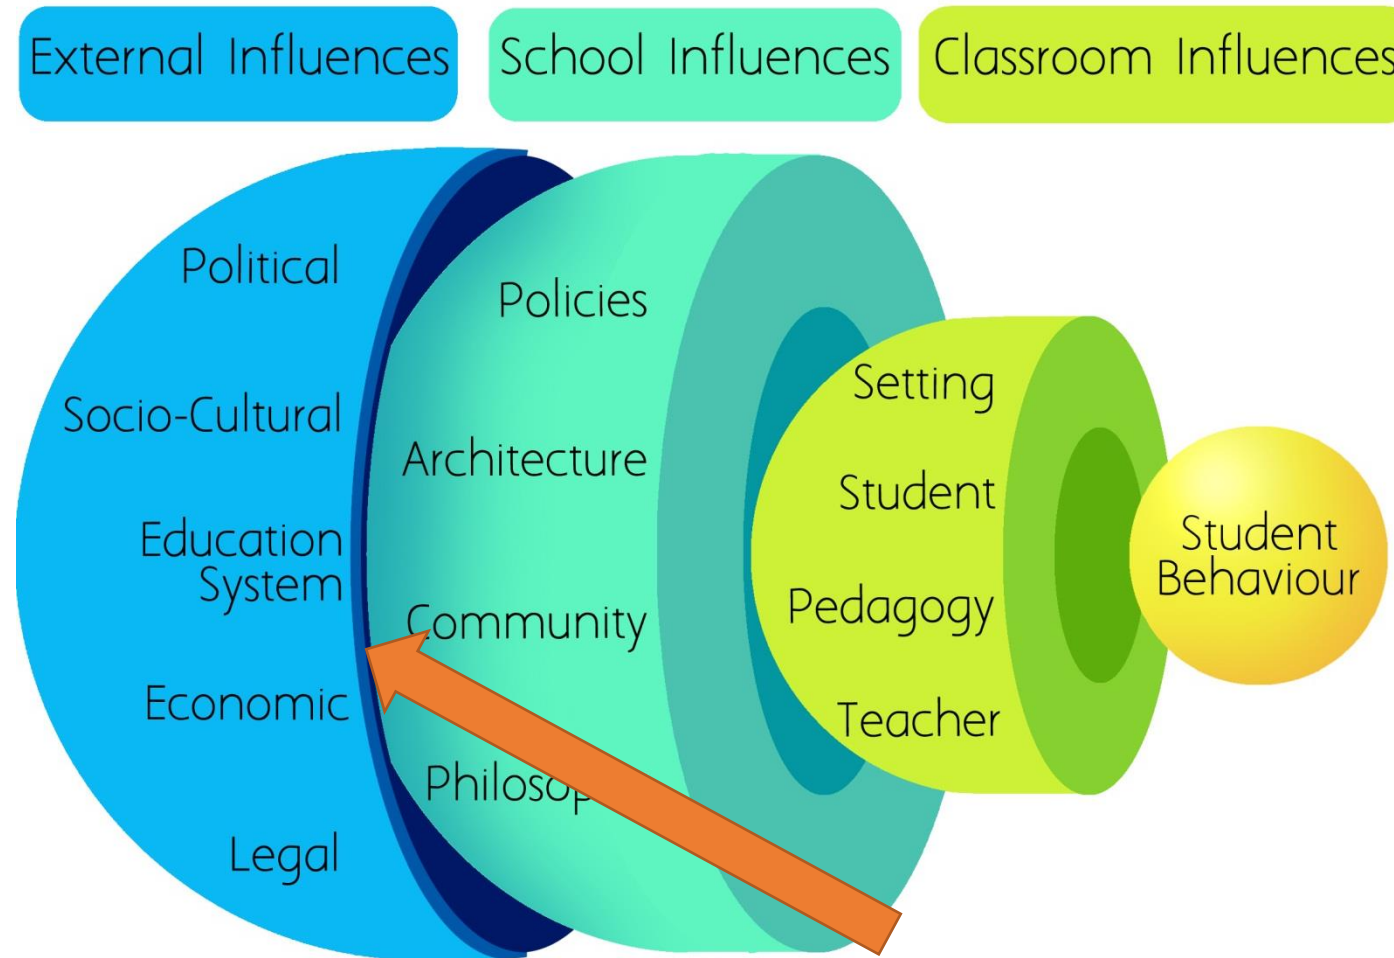 External Influences
School Influences
Classroom Influences
Political
Socio-Cultural
Education
System
Economic
Legal
Policies
Architecture
Community
Philosop
Setting
Student
Pedagogy
Teacher
Student
Behaviour